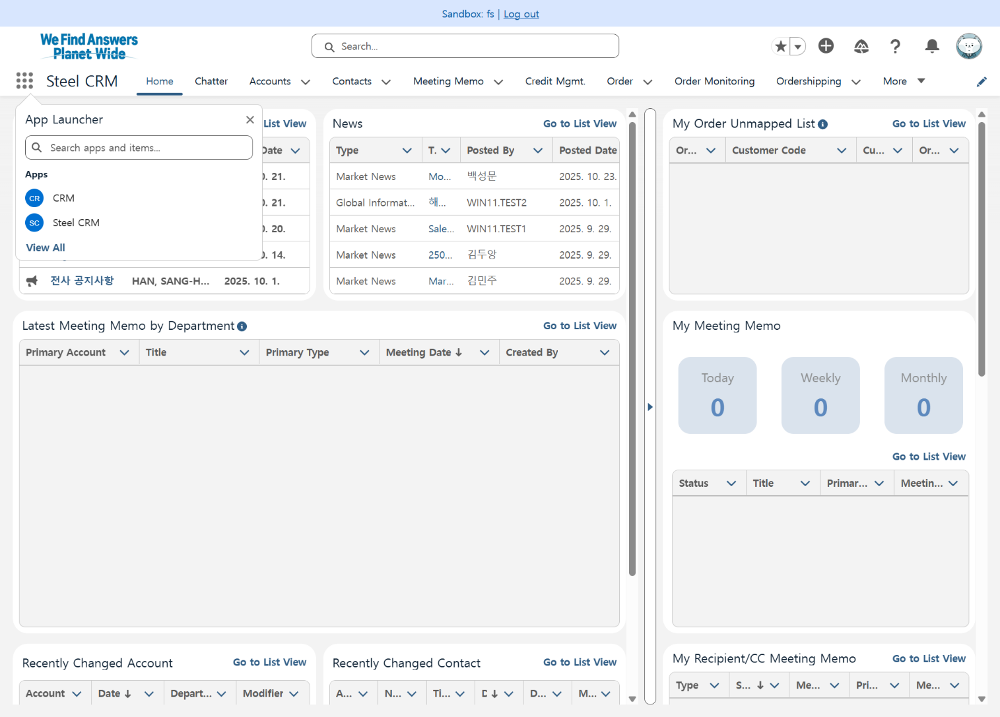 Sandbox: fs | Log out
We Find Answers
Planet Wide
Search...
Steel CRM
Home
Chatter
Accounts
Contacts
Meeting Memo
Credit Mgmt.
Order
Order Monitoring
Ordershipping
More
App Launcher
Search apps and items...
Apps
CR CRM
SC Steel CRM
View All
List View
Date
0. 21.
0. 21.
0. 20.
0. 14.
전사 공지사항 HAN, SANG-H... 2025. 10. 1.
News Go to List View
Type T. Posted By Posted Date
Market News Mo... 백성문 2025. 10. 23.
Global Informat... 해... WIN11.TEST2 2025. 10. 1.
Market News Sale... WIN11.TEST1 2025. 9. 29.
Market News 250... 김두앙 2025. 9. 29.
Market News Mar... 김민주 2025. 9. 29.
My Order Unmapped List Go to List View
Or... Customer Code Cu... Or...
Latest Meeting Memo by Department Go to List View
Primary Account Title Primary Type Meeting Date Created By
My Meeting Memo
Today Weekly Monthly
0 0 0
Go to List View
Status Title Primar... Meetin...
Recently Changed Account Go to List View
Account Date Depart... Modifier
Recently Changed Contact Go to List View
A... N... Ti... D... M...
My Recipient/CC Meeting Memo Go to List View
Type S... Me... Pri... Me...